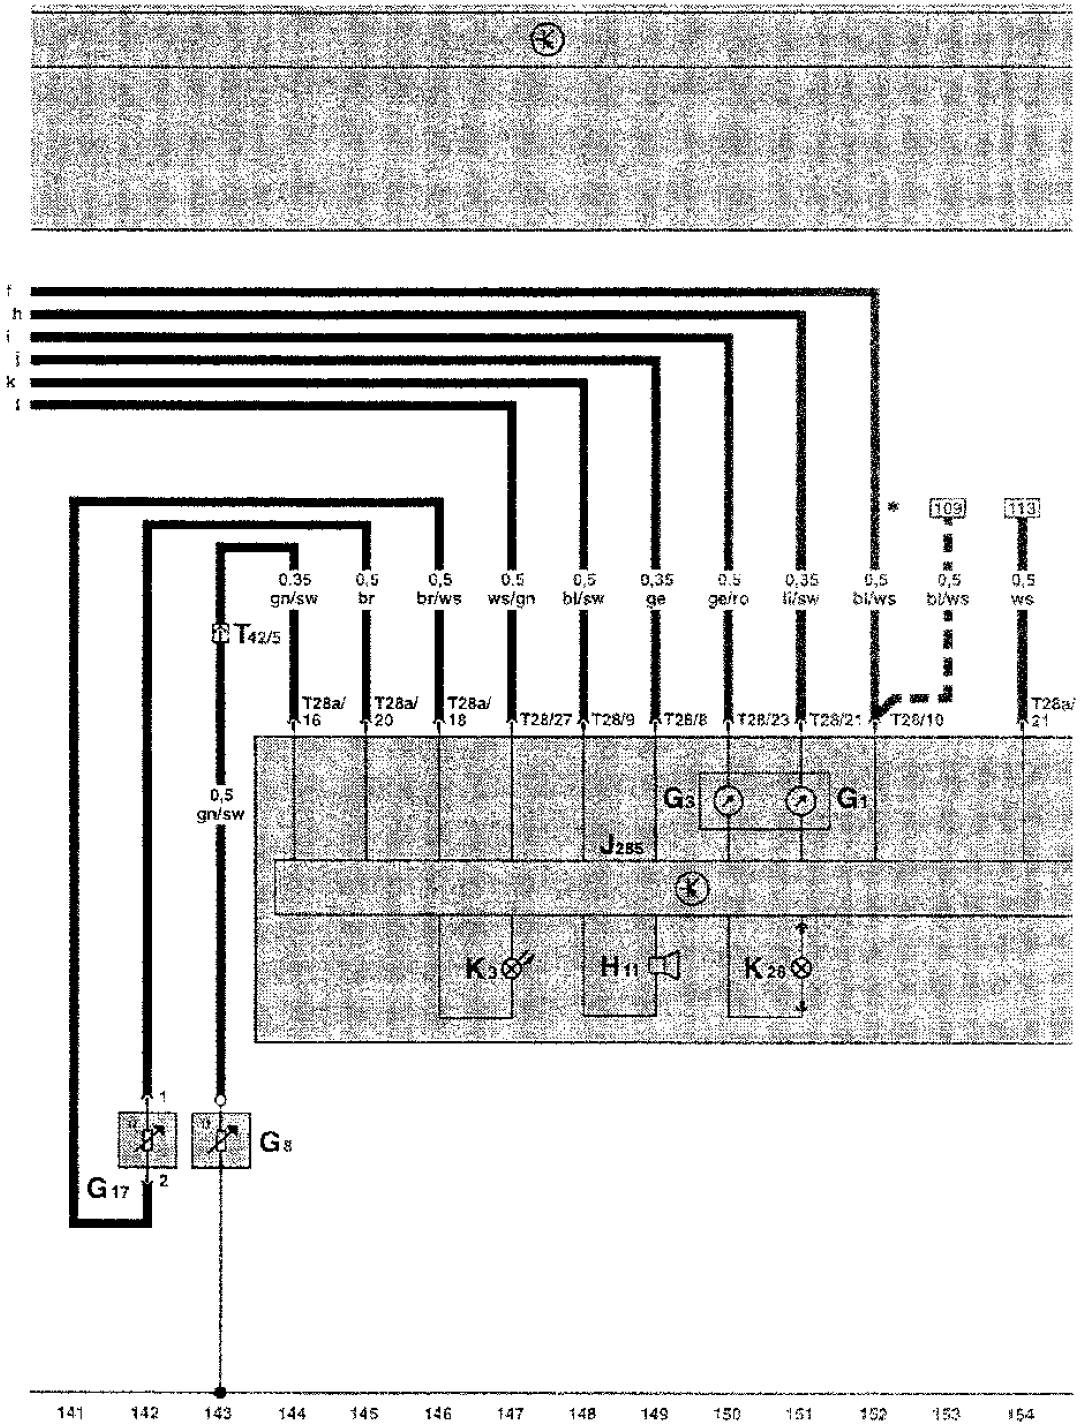 f
h
i
j
k
l
* 109 113
0,35 0,5 0,5 0,5 0,5 0,35 0,5 0,35 0,5 0,5 0,5
gn/sw br br/ws ws/gn bl/sw ge ge/ro li/sw bl/ws bl/ws ws
T42/5
T28a/ T28a/ T28a/ T28a/
16 20 18 T28/27 T28/9 T28/8 T28/23 T28/21 T28/10 21
0,5
gn/sw
G3 G1
J285
K3 H11 K28
1
G8
G17 2
141 142 143 144 145 146 147 148 149 150 151 152 153 154